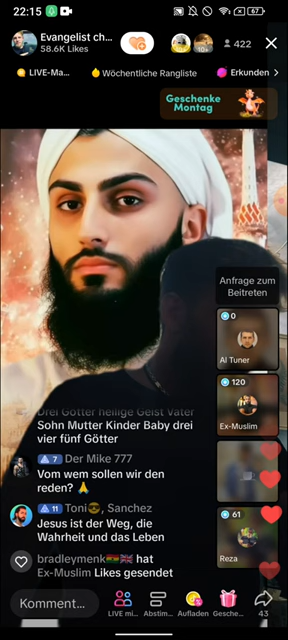 22:15
67
Evangelist ch...
58.6K Likes
10+
422
LIVE-Ma...
Wöchentliche Rangliste
Erkunden
Geschenke
Montag
Anfrage zum
Beitreten
0
Al Tuner
120
Ex-Muslim
61
Reza
Drei Götter heilige Geist Vater
Sohn Mutter Kinder Baby drei
vier fünf Götter
7 Der Mike 777
Vom wem sollen wir den
reden? 🙏
11 Toni😎, Sanchez
Jesus ist der Weg, die
Wahrheit und das Leben
bradleymenk hat
Ex-Muslim Likes gesendet
Komment...
LIVE mi...
Abstim...
Aufladen
Gesche...
43